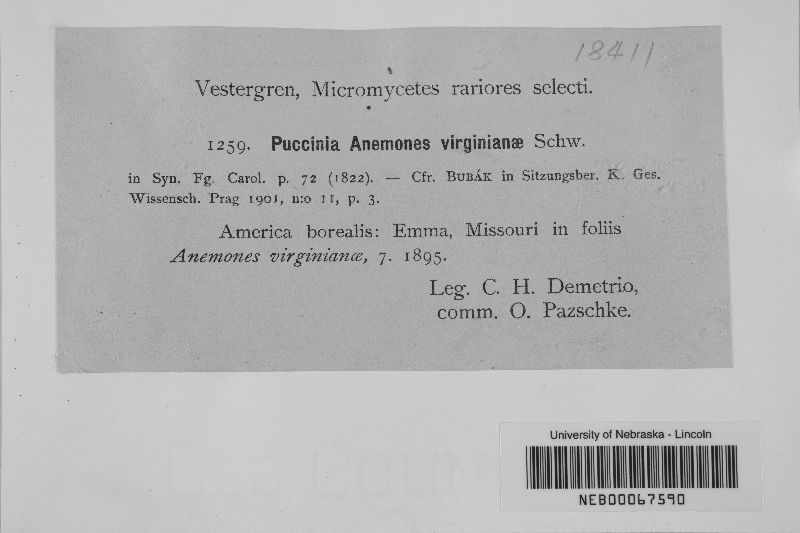 18411
Vestergren, Micromycetes rariores selecti.
1259. Puccinia Anemones virginianæ Schw.
in Syn. Fg. Carol. p. 72 (1822). — Cfr. BUBÁK in Sitzungsber. K. Ges.
Wissensch. Prag 1901, n:o 11, p. 3.
America borealis: Emma, Missouri in foliis
Anemones virginianæ, 7. 1895.
Leg. C. H. Demetrio,
comm. O. Pazschke.
University of Nebraska - Lincoln
NEB00067590